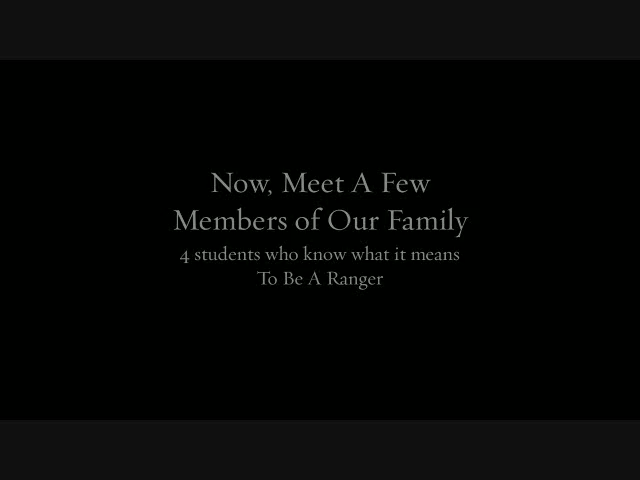 Now, Meet A Few
Members of Our Family
4 students who know what it means
To Be A Ranger